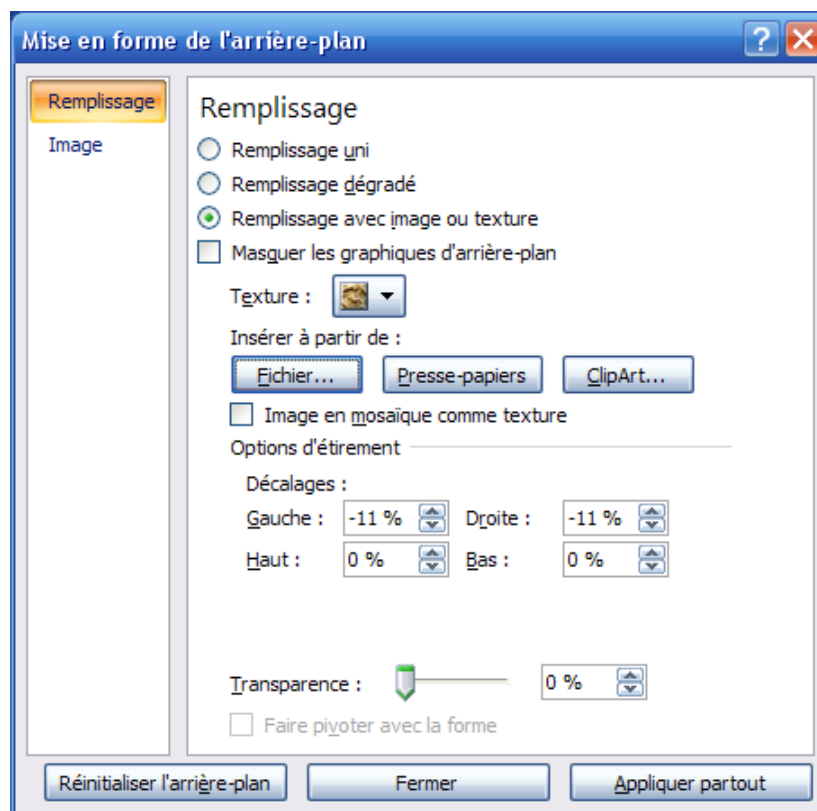 Mise en forme de l'arrière-plan
Remplissage
Image
Remplissage
Remplissage uni
Remplissage dégradé
Remplissage avec image ou texture
Masquer les graphiques d'arrière-plan
Texture :
Insérer à partir de :
Fichier... Presse-papiers ClipArt...
Image en mosaïque comme texture
Options d'étirement
Décalages :
Gauche : -11 % Droite : -11 %
Haut : 0 % Bas : 0 %
Transparence : 0 %
Faire pivoter avec la forme
Réinitialiser l'arrière-plan Fermer Appliquer partout